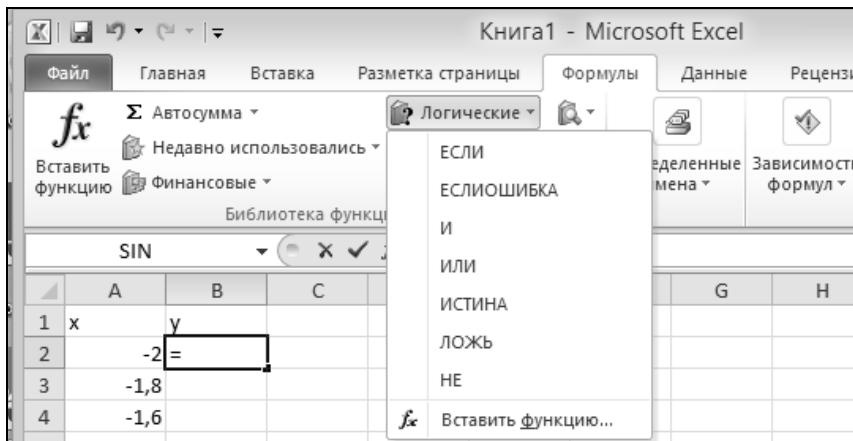 Книга1 - Microsoft Excel
Файл Главная Вставка Разметка страницы Формулы Данные Рецензи
fx Вставить функцию
Σ Автосумма
Недавно использовались
Финансовые
Логические
еделенные мена
Зависимости формул
Библиотека функц
ЕСЛИ
ЕСЛИОШИБКА
И
ИЛИ
ИСТИНА
ЛОЖЬ
НЕ
fx Вставить функцию...
SIN
A B C G H
1 x y
2 -2 =
3 -1,8
4 -1,6